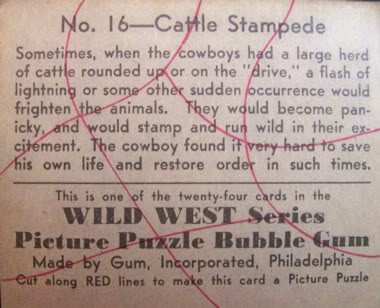 No. 16—Cattle Stampede
Sometimes, when the cowboys had a large herd
of cattle rounded up or on the "drive," a flash of
lightning or some other sudden occurrence would
frighten the animals. They would become pan-
icky, and would stamp and run wild in their ex-
citement. The cowboy found it very hard to save
his own life and restore order in such times.
This is one of the twenty-four cards in the
WILD WEST Series
Picture Puzzle Bubble Gum
Made by Gum, Incorporated, Philadelphia
Cut along RED lines to make this card a Picture Puzzle